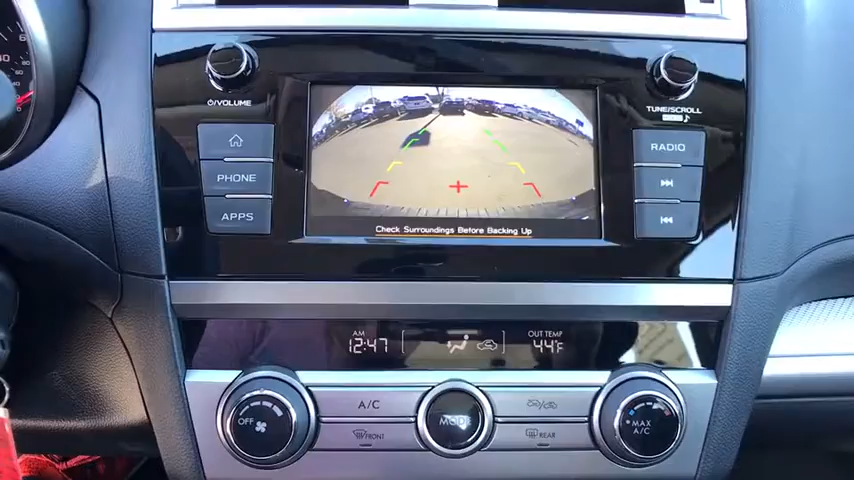 VOLUME
TUNE/SCROLL
PHONE
APPS
RADIO
Check Surroundings Before Backing Up
AM
12:47
OUT TEMP
44°F
A/C
OFF
FRONT
MODE
REAR
MAX A/C